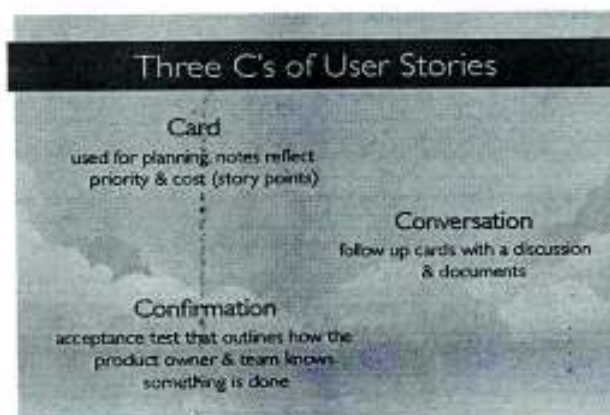 Three C's of User Stories
Card
used for planning, notes reflect
priority & cost (story points)
Conversation
follow up cards with a discussion
& documents
Confirmation
acceptance test that outlines how the
product owner & team knows
something is done